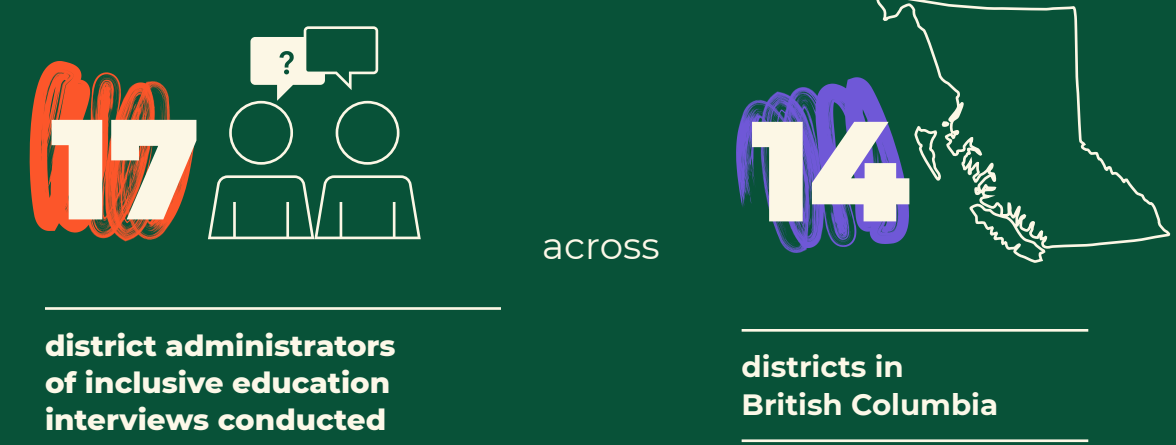 ?
17
district administrators
of inclusive education
interviews conducted
across
14
districts in
British Columbia